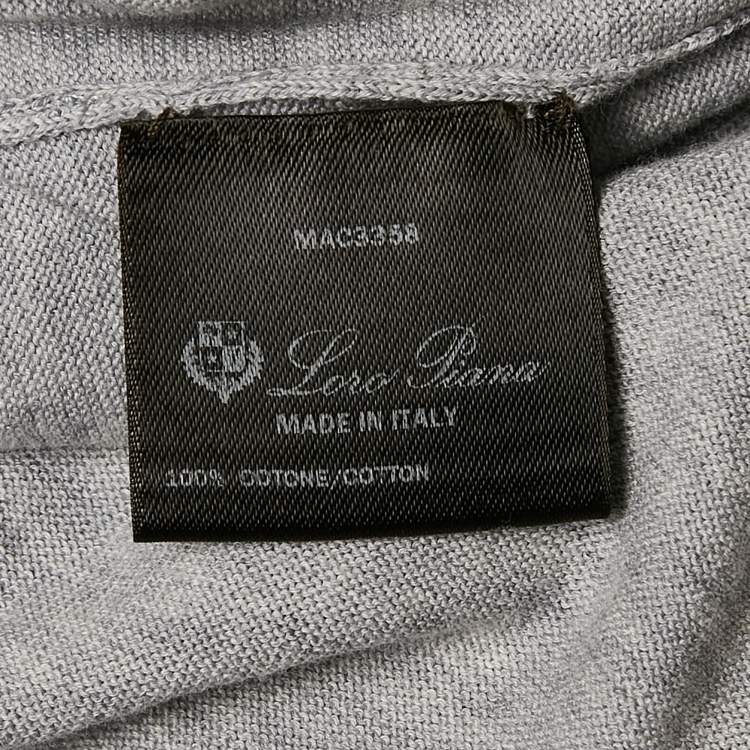 MAC3358
Loro Piana
MADE IN ITALY
100% COTONE/COTTON